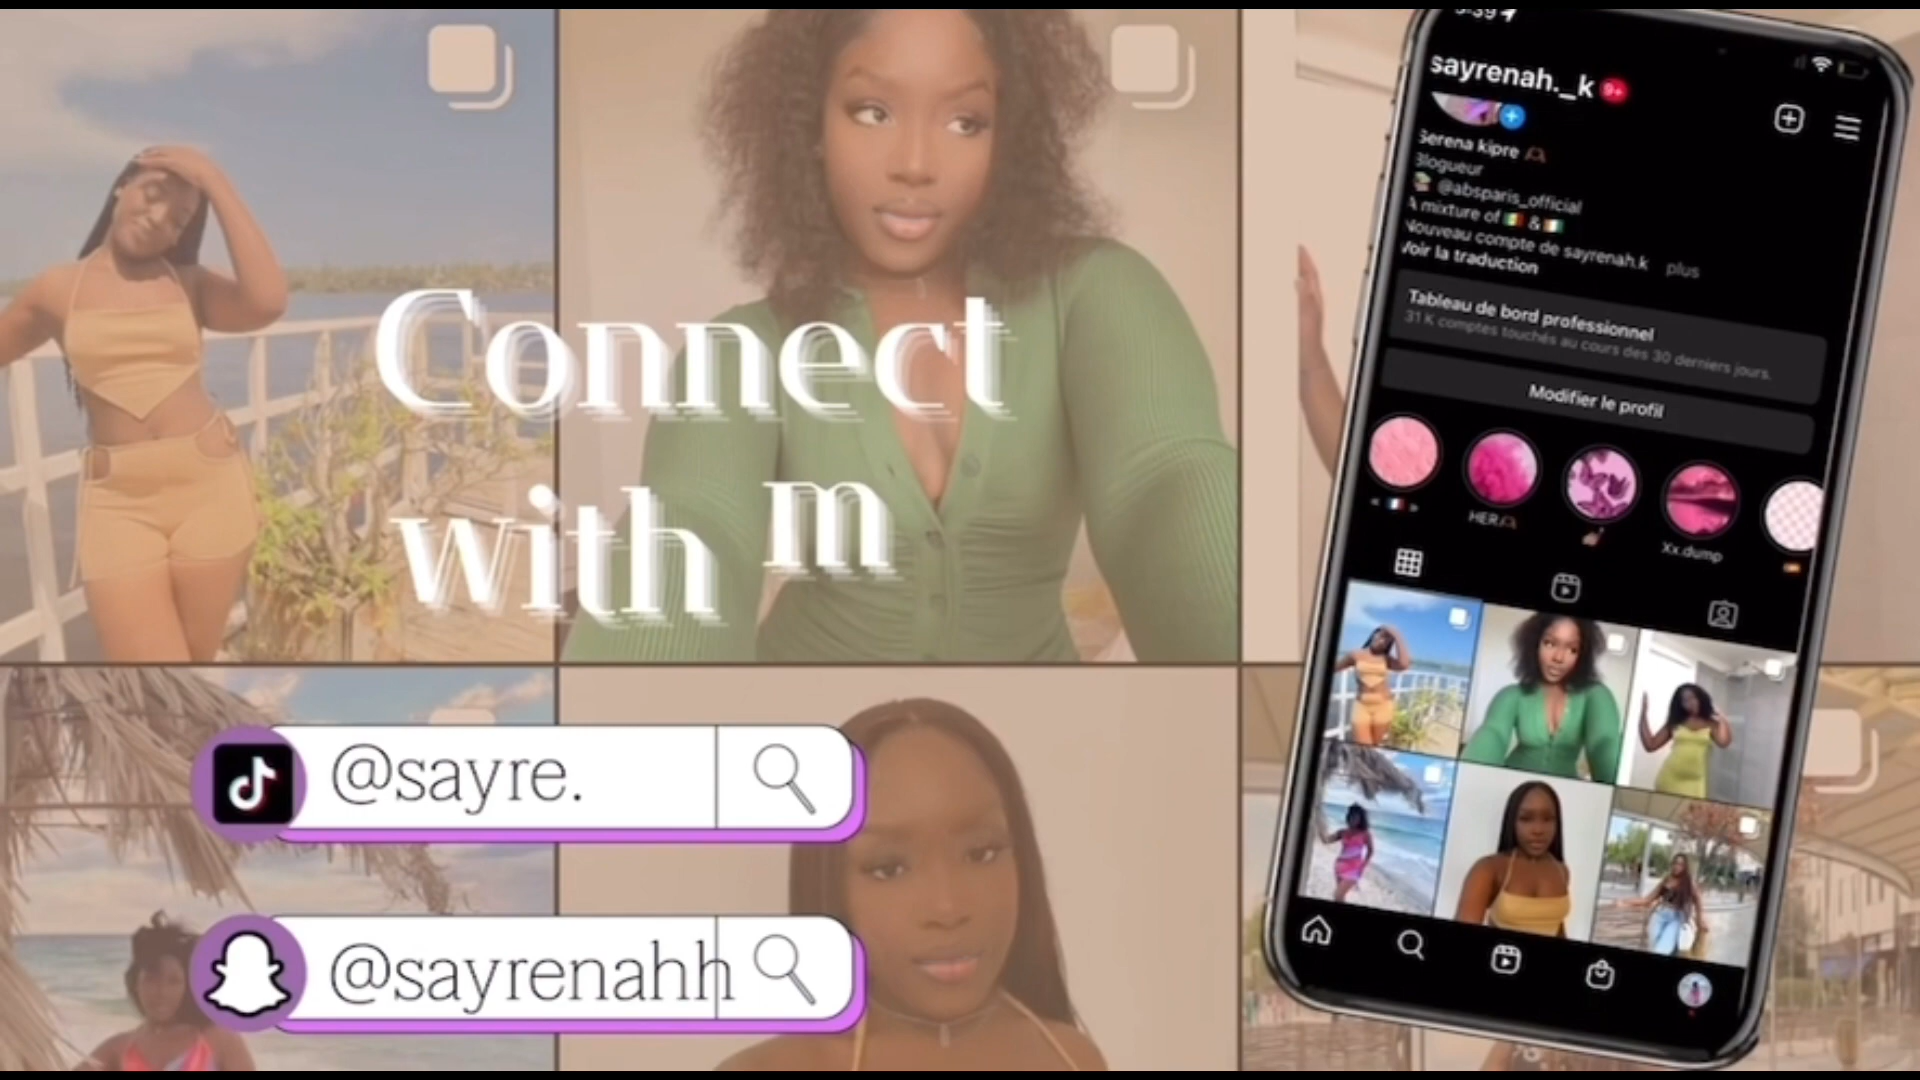 Connect
With m
@sayre.
@sayrenahh
sayrenah._k 9+
Serena kipre
Blogueur
@absparis_official
A mixture of 🇸🇳 & 🇨🇮
Nouveau compte de sayrenah.k plus
Voir la traduction
Tableau de bord professionnel
31 K comptes touchés au cours des 30 derniers jours.
Modifier le profil
HER
Xx.dump